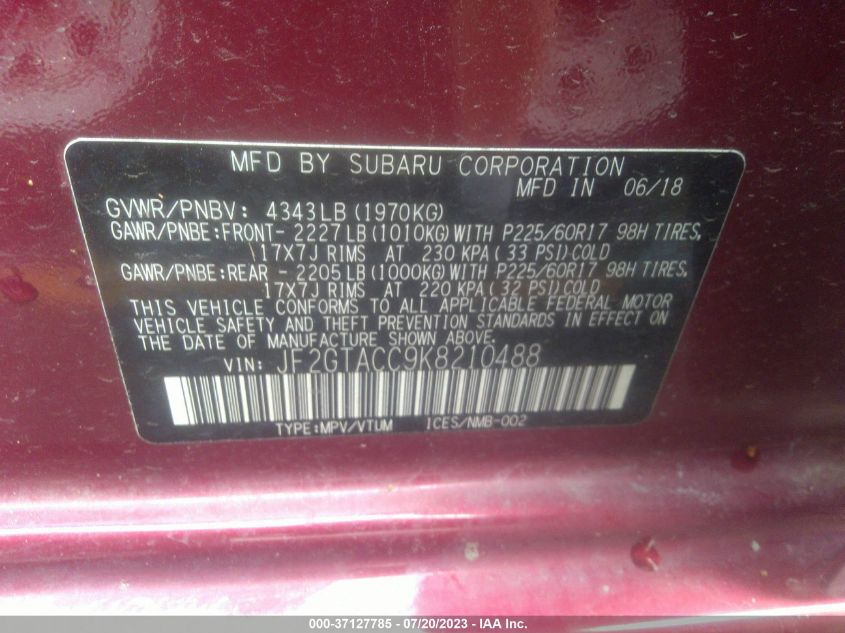 MFD BY SUBARU CORPORATION
MFD IN 06/18
GVWR/PNBV: 4343LB (1970KG)
GAWR/PNBE:FRONT- 2227LB (1010KG) WITH P225/60R17 98H TIRES,
17X7J RIMS AT 230 KPA ( 33 PSI) COLD
GAWR/PNBE:REAR - 2205LB (1000KG) WITH P225/60R17 98H TIRES,
17X7J RIMS AT 220 KPA ( 32 PSI) COLD
THIS VEHICLE CONFORMS TO ALL APPLICABLE FEDERAL MOTOR
VEHICLE SAFETY AND THEFT PREVENTION STANDARDS IN EFFECT ON
THE DATE OF MANUFACTURE SHOWN ABOVE.
VIN: JF2GTACC9K8210488
TYPE:MPV/VTUM ICES/NMB-002
000-37127785 - 07/20/2023 - IAA Inc.